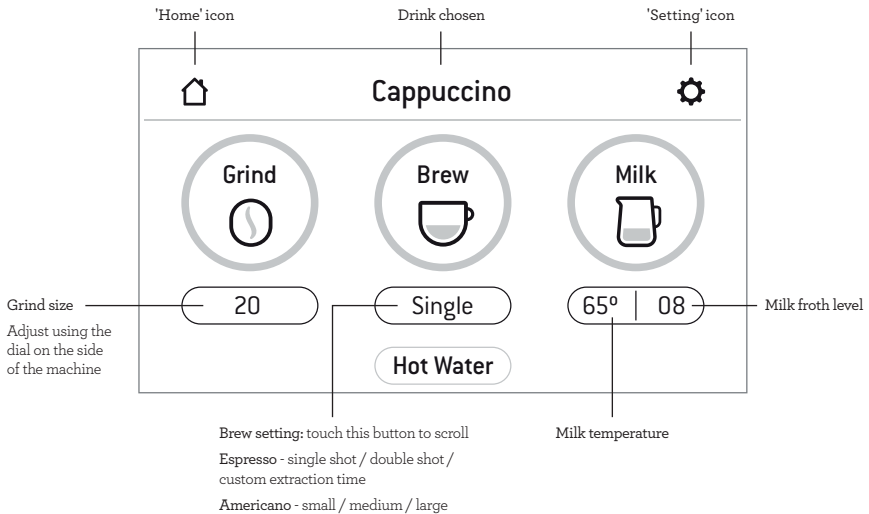 'Home' icon
Drink chosen
'Setting' icon
Cappuccino
Grind
Brew
Milk
Grind size
20
Single
65º
08
Milk froth level
Adjust using the
dial on the side
of the machine
Hot Water
Brew setting: touch this button to scroll
Milk temperature
Espresso - single shot / double shot /
custom extraction time
Americano - small / medium / large